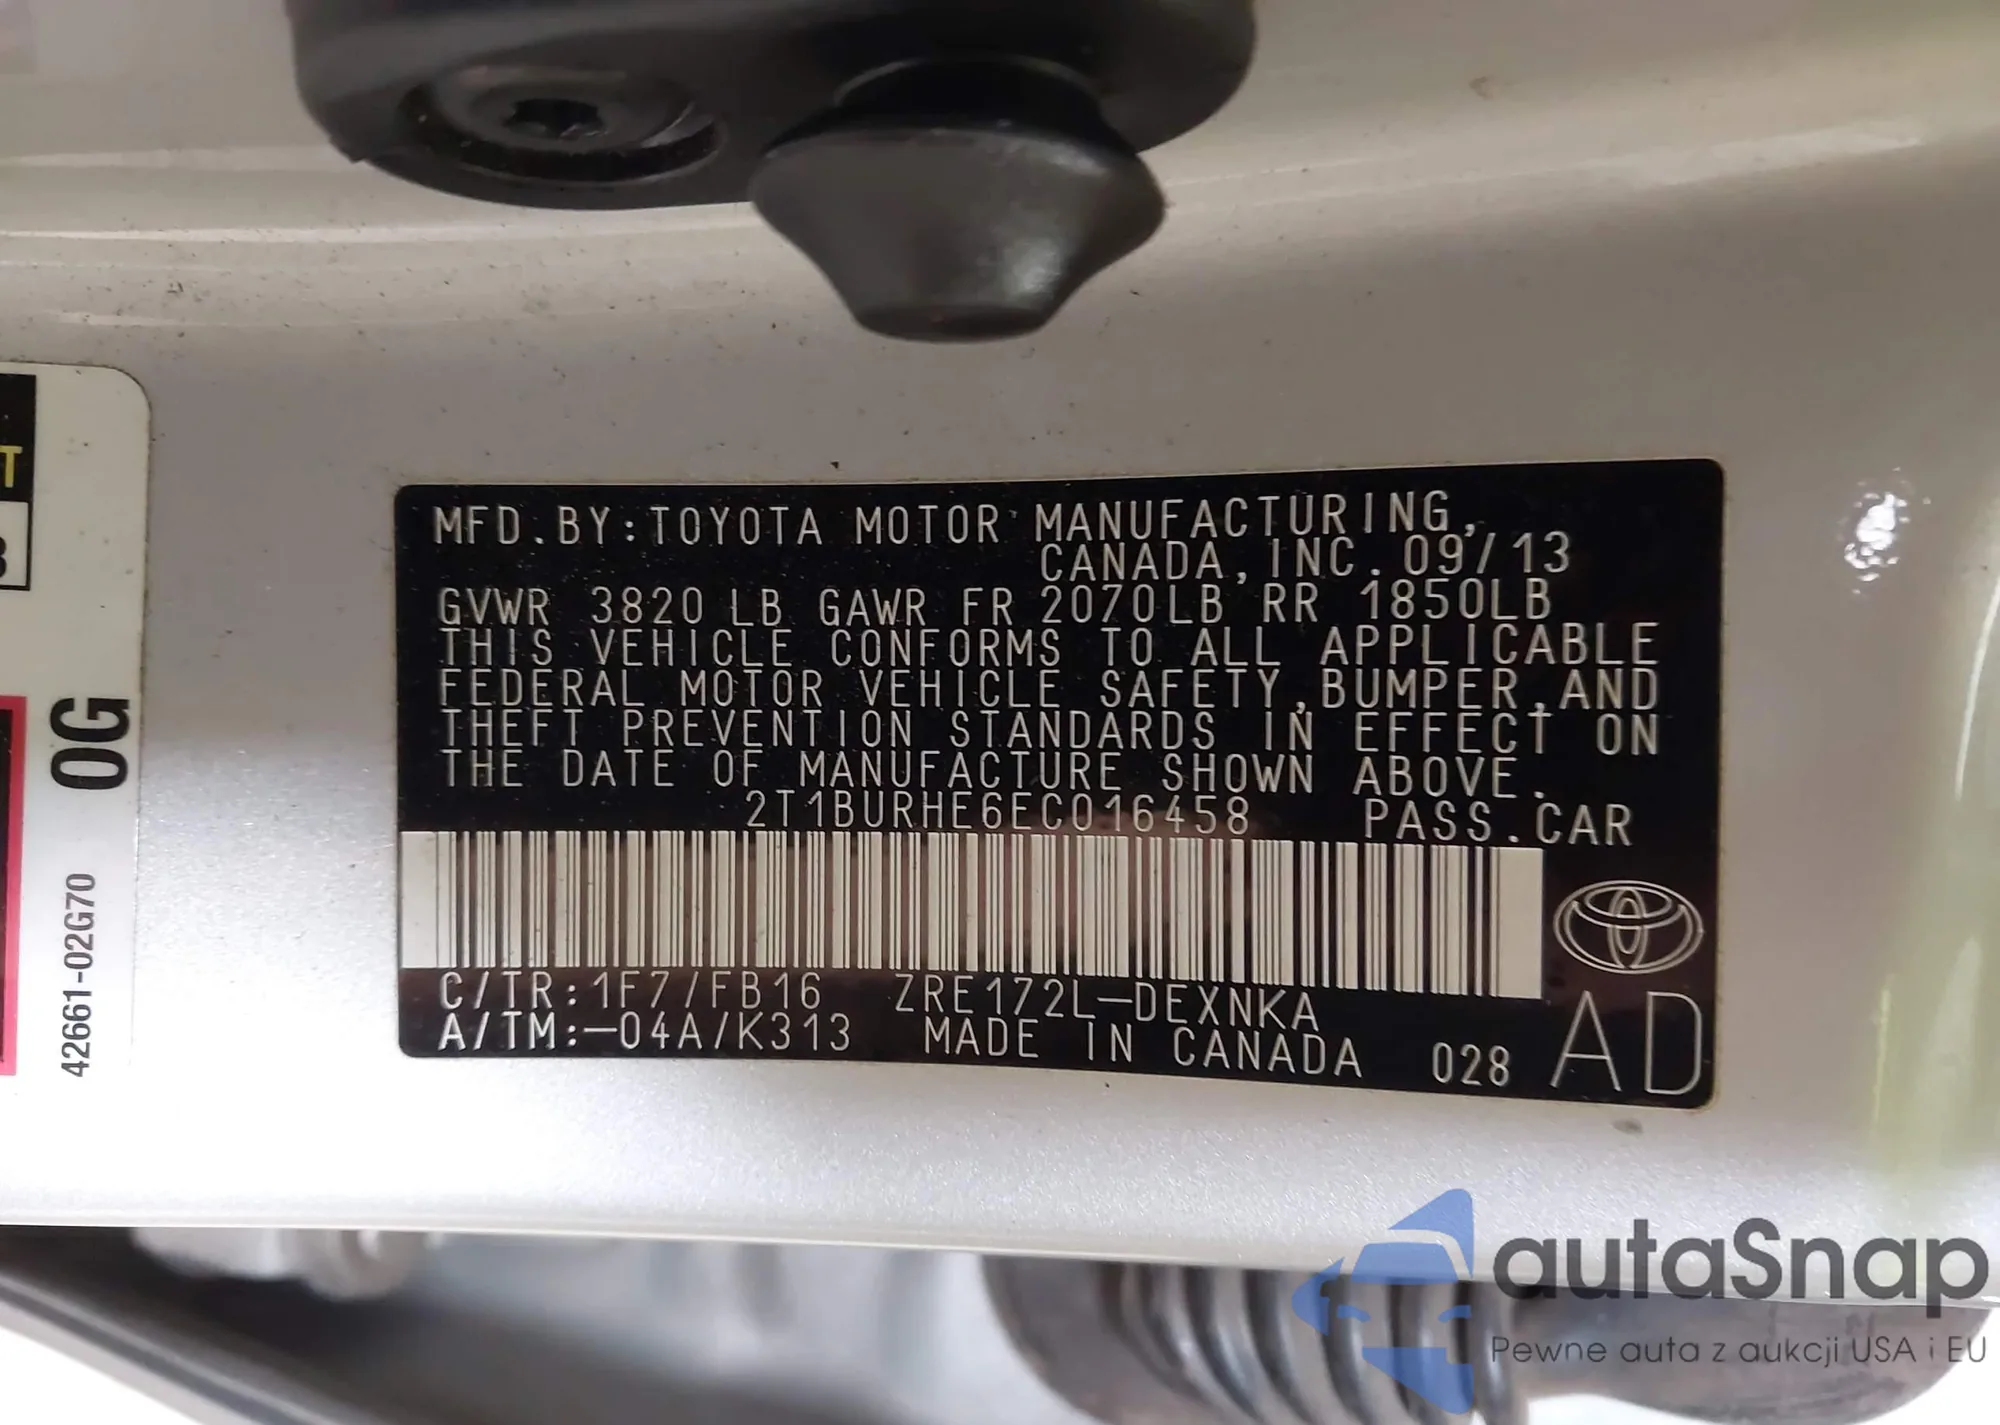 MFD.BY:TOYOTA MOTOR MANUFACTURING,
CANADA,INC.09/13
GVWR 3820 LB GAWR FR 2070LB RR 1850LB
THIS VEHICLE CONFORMS TO ALL APPLICABLE
FEDERAL MOTOR VEHICLE SAFETY,BUMPER,AND
THEFT PREVENTION STANDARDS IN EFFECT ON
THE DATE OF MANUFACTURE SHOWN ABOVE.
2T1BURHE6EC016458 PASS.CAR
C/TR:1F7/FB16 ZRE172L-DEXNKA
A/TM:-04A/K313 MADE IN CANADA 028 AD
T
0G
42661-02G70
autaSnap
Pewne auta z aukcji USA i EU